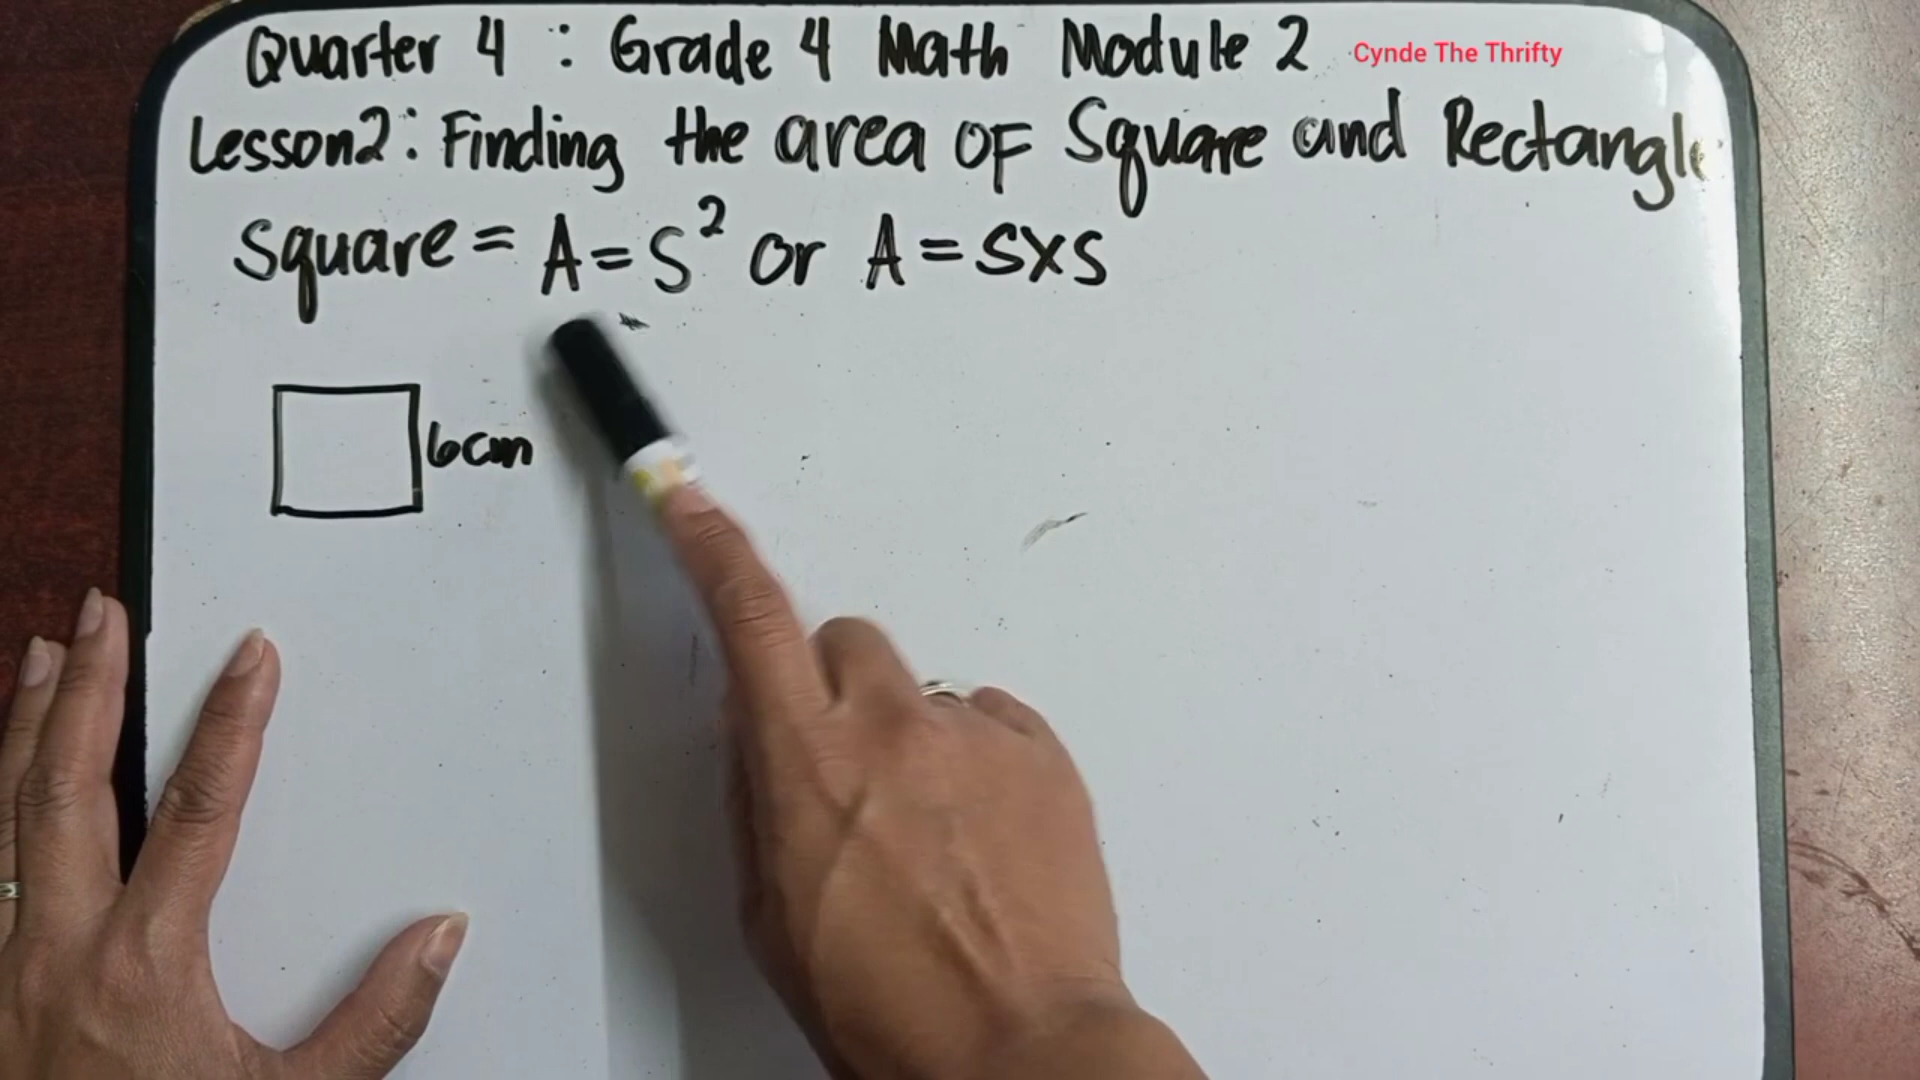 Quarter 4 : Grade 4 Math Module 2 Cynde The Thrifty
Lesson2: Finding the area of Square and Rectangle
Square = A = S² or A = SxS
6cm